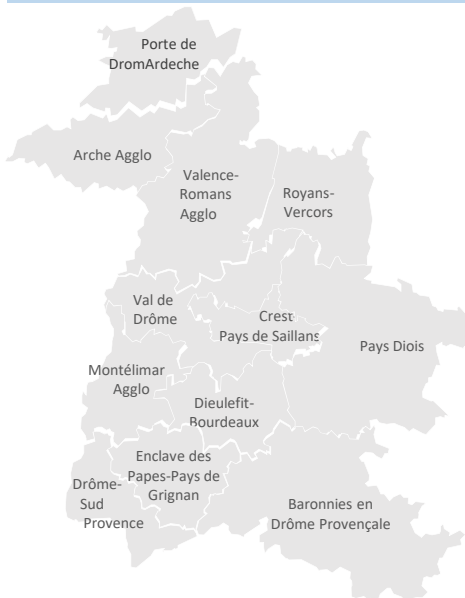 Porte de
DromArdeche
Arche Agglo
Valence-
Romans
Agglo
Royans-
Vercors
Val de
Drôme
Crest
Pays de Saillans
Pays Diois
Montélimar
Agglo
Dieulefit-
Bourdeaux
Enclave des
Papes-Pays de
Grignan
Drôme-
Sud
Provence
Baronnies en
Drôme Provençale